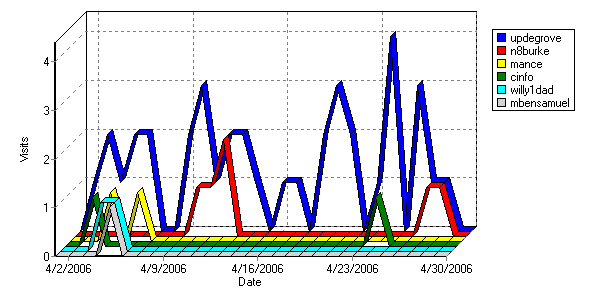 updegrove
n8burke
mance
cinfo
willy1dad
mbensamuel
Visits
4
3
2
1
0
4/2/2006 4/9/2006 4/16/2006 4/23/2006 4/30/2006
Date